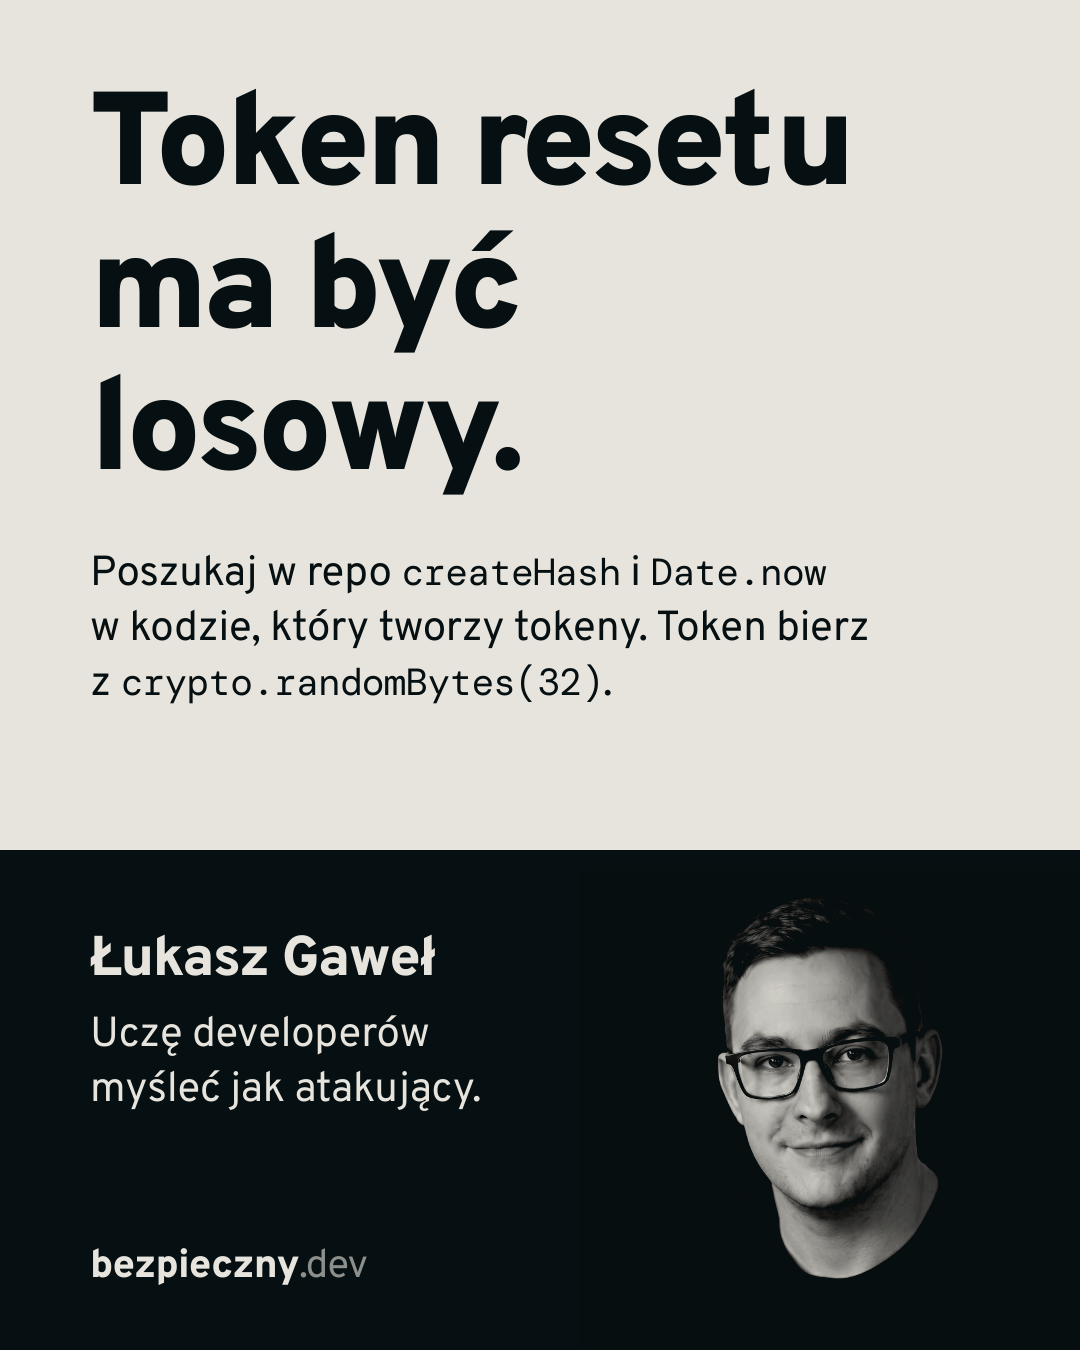 Token resetu
ma być
losowy.
Poszukaj w repo createHash i Date.now
w kodzie, który tworzy tokeny. Token bierz
z crypto.randomBytes(32).
Łukasz Gaweł
Uczę developerów
myśleć jak atakujący.
bezpieczny.dev